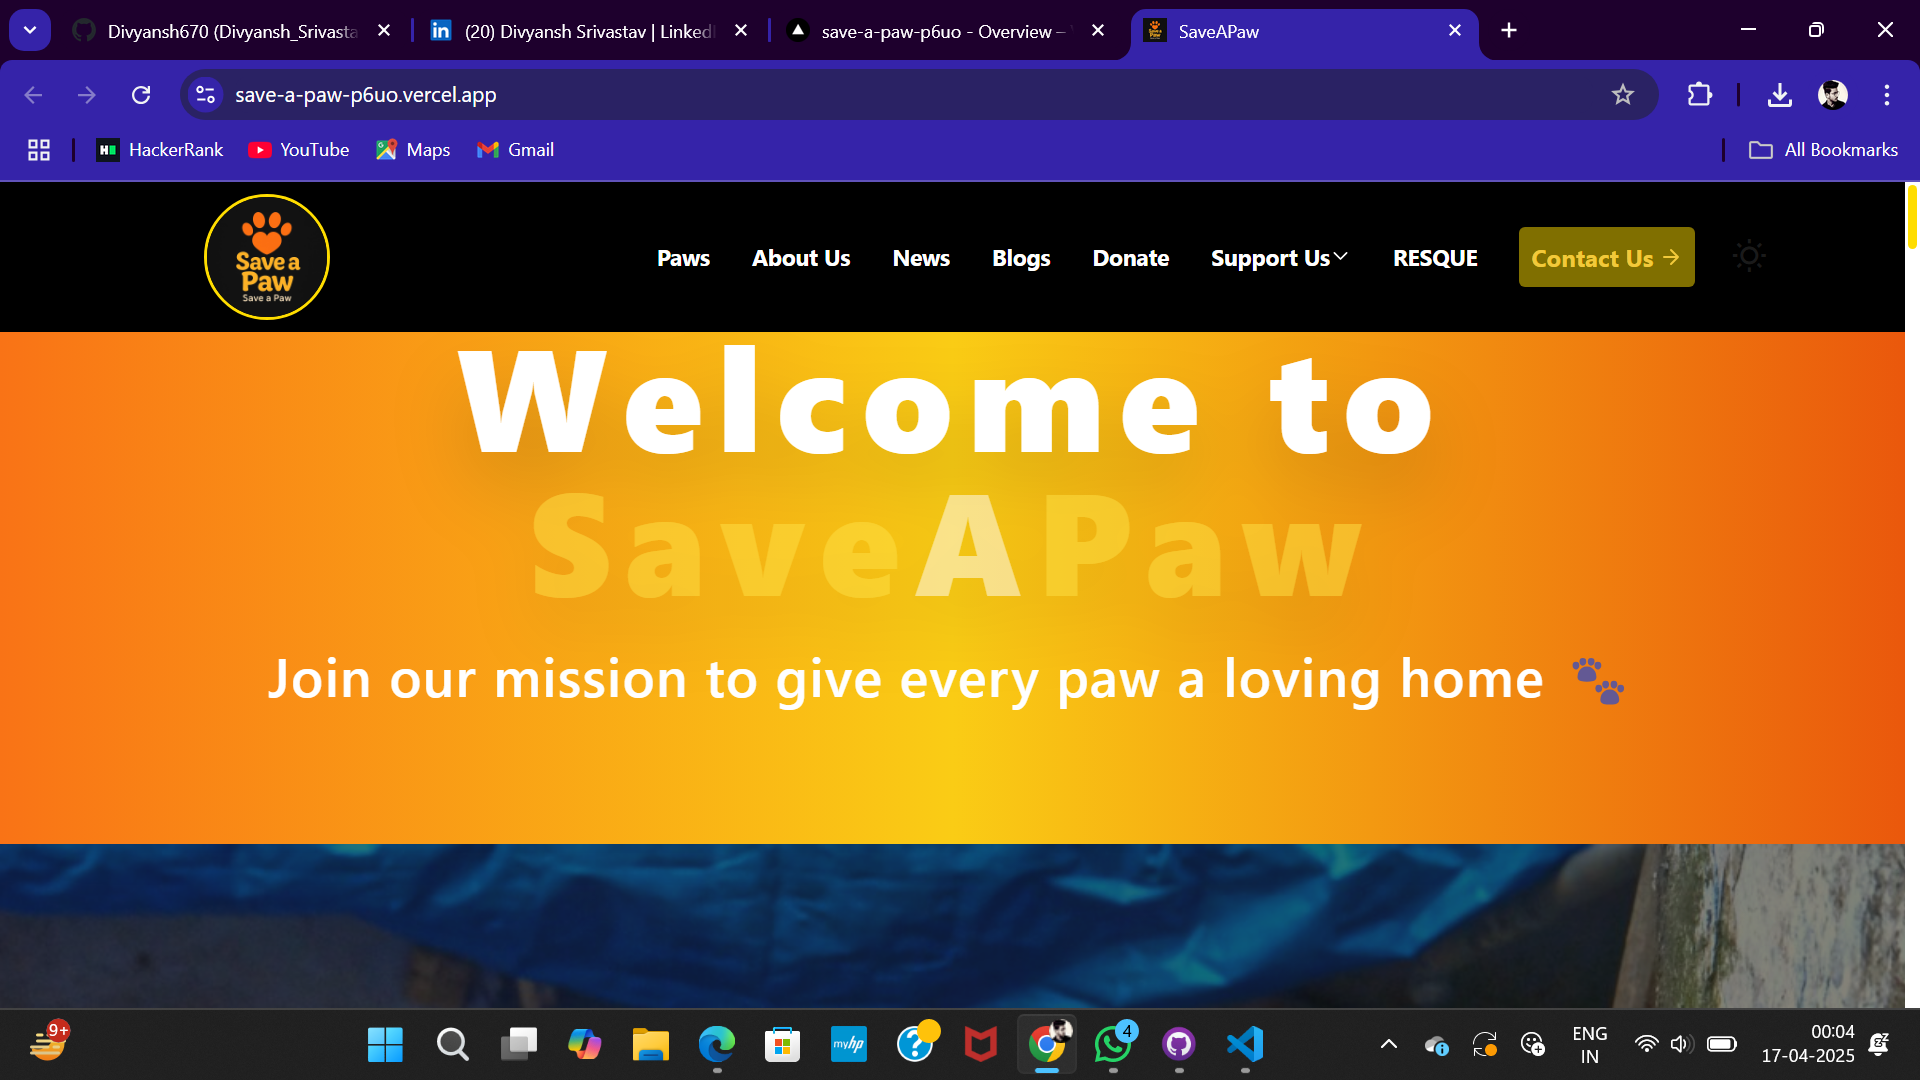 Divyansh670 (Divyansh_Srivasta
(20) Divyansh Srivastav | Linked
save-a-paw-p6uo - Overview –
SaveAPaw
save-a-paw-p6uo.vercel.app
HackerRank
YouTube
Maps
Gmail
All Bookmarks
Save a
Paw
Save a Paw
Paws
About Us
News
Blogs
Donate
Support Us
RESQUE
Contact Us
Welcome to
SaveAPaw
Join our mission to give every paw a loving home
9+
myhp
4
ENG
IN
00:04
17-04-2025